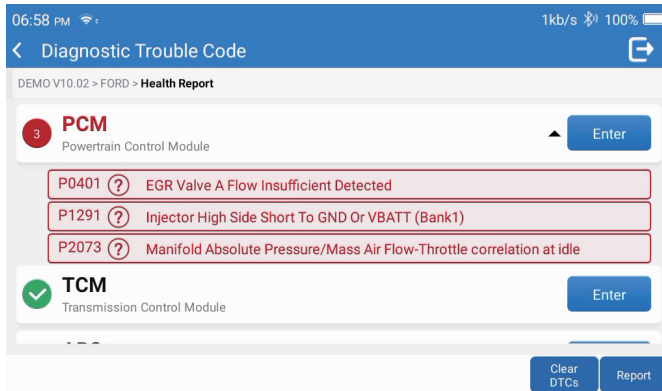 06:58 PM
1kb/s 100%
Diagnostic Trouble Code
DEMO V10.02 > FORD > Health Report
3 PCM Enter
Powertrain Control Module
P0401 ? EGR Valve A Flow Insufficient Detected
P1291 ? Injector High Side Short To GND Or VBATT (Bank1)
P2073 ? Manifold Absolute Pressure/Mass Air Flow-Throttle correlation at idle
TCM Enter
Transmission Control Module
Clear DTCs
Report